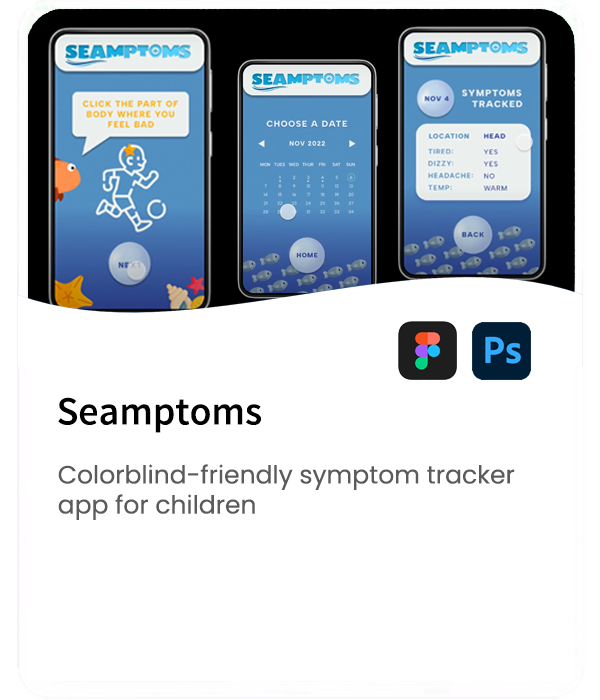 SEAMPTOMS
CLICK THE PART OF
BODY WHERE YOU
FEEL BAD
NEXT
SEAMPTOMS
CHOOSE A DATE
NOV 2022
MON TUES WED THUR FRI SAT SUN
HOME
SEAMPTOMS
NOV 4
SYMPTOMS
TRACKED
LOCATION HEAD
TIRED: YES
DIZZY: YES
HEADACHE: NO
TEMP: WARM
BACK
Ps
Seamptoms
Colorblind-friendly symptom tracker
app for children